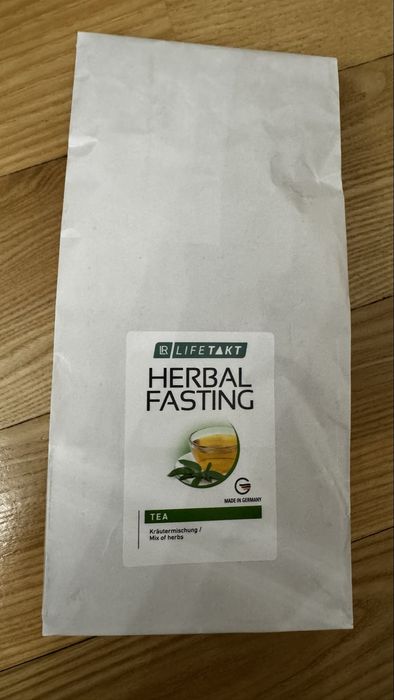 LR LIFETAKT
HERBAL
FASTING
MADE IN GERMANY
TEA
Kräutermischung /
Mix of herbs